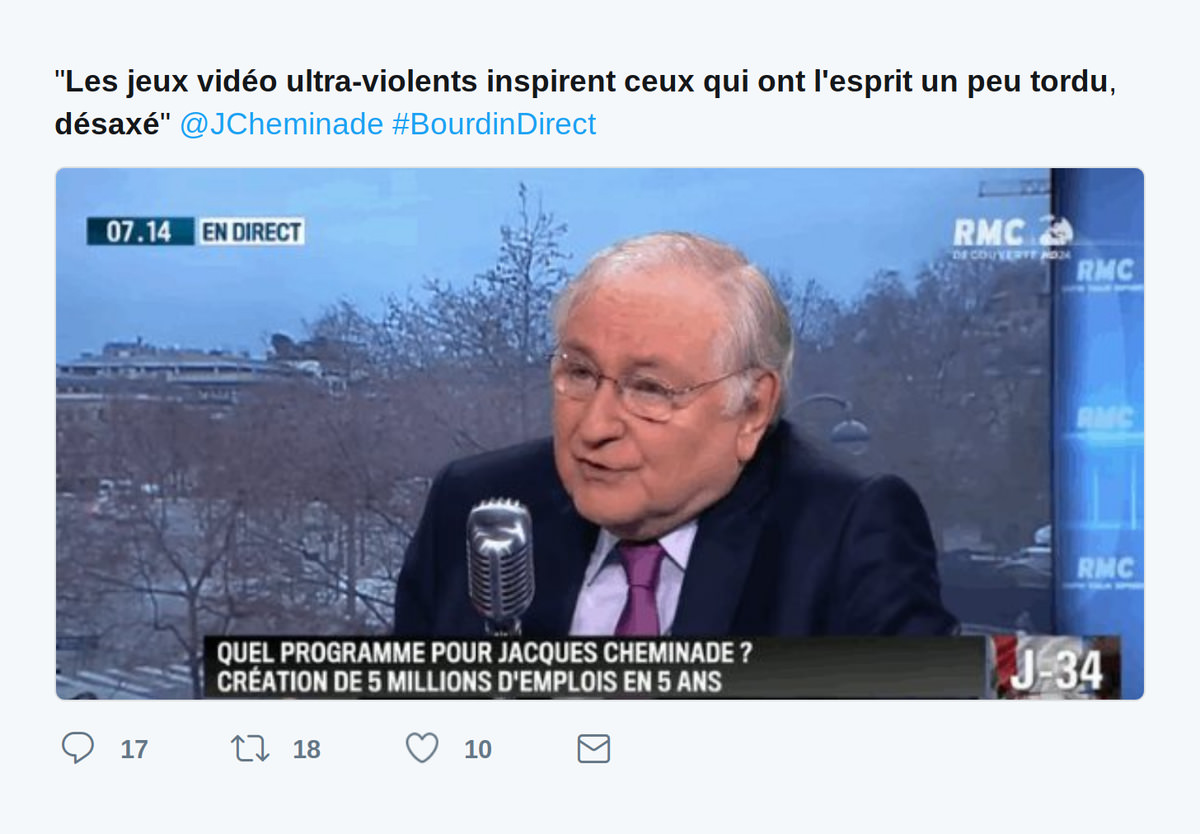 "Les jeux vidéo ultra-violents inspirent ceux qui ont l'esprit un peu tordu,
désaxé" @JCheminade #BourdinDirect
07.14 EN DIRECT
RMC
DECOUVERTE HD24
RMC
RMC
RMC
QUEL PROGRAMME POUR JACQUES CHEMINADE ?
CRÉATION DE 5 MILLIONS D'EMPLOIS EN 5 ANS
J-34
17 18 10